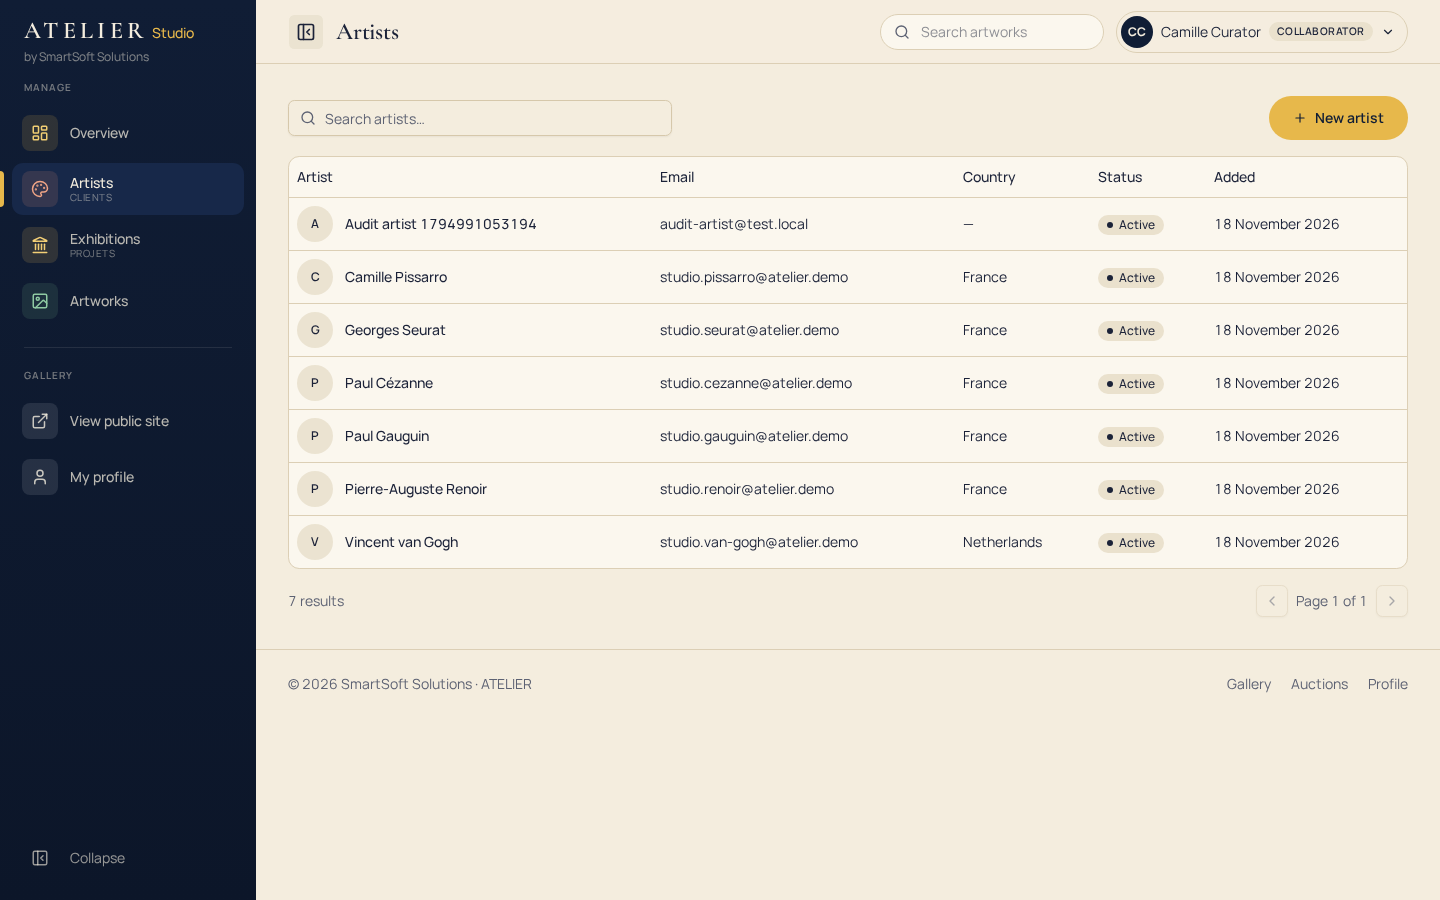 ATELIER Studio
by SmartSoft Solutions
MANAGE
Overview
Artists
CLIENTS
Exhibitions
PROJETS
Artworks
GALLERY
View public site
My profile
Collapse
Artists
Search artworks
CC Camille Curator COLLABORATOR
Search artists...
New artist
Artist Email Country Status Added
A Audit artist 1794991053194 audit-artist@test.local — Active 18 November 2026
C Camille Pissarro studio.pissarro@atelier.demo France Active 18 November 2026
G Georges Seurat studio.seurat@atelier.demo France Active 18 November 2026
P Paul Cézanne studio.cezanne@atelier.demo France Active 18 November 2026
P Paul Gauguin studio.gauguin@atelier.demo France Active 18 November 2026
P Pierre-Auguste Renoir studio.renoir@atelier.demo France Active 18 November 2026
V Vincent van Gogh studio.van-gogh@atelier.demo Netherlands Active 18 November 2026
7 results
Page 1 of 1
© 2026 SmartSoft Solutions · ATELIER
Gallery Auctions Profile